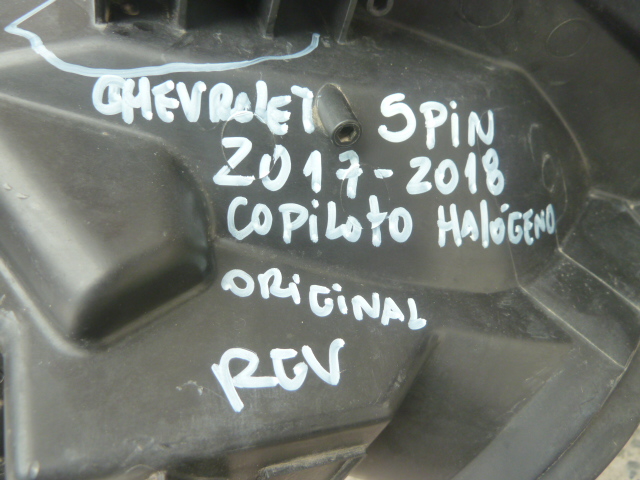 CHEVROLET SPIN
2017-2018
COPILOTO HALÓGENO
ORIGINAL
REV